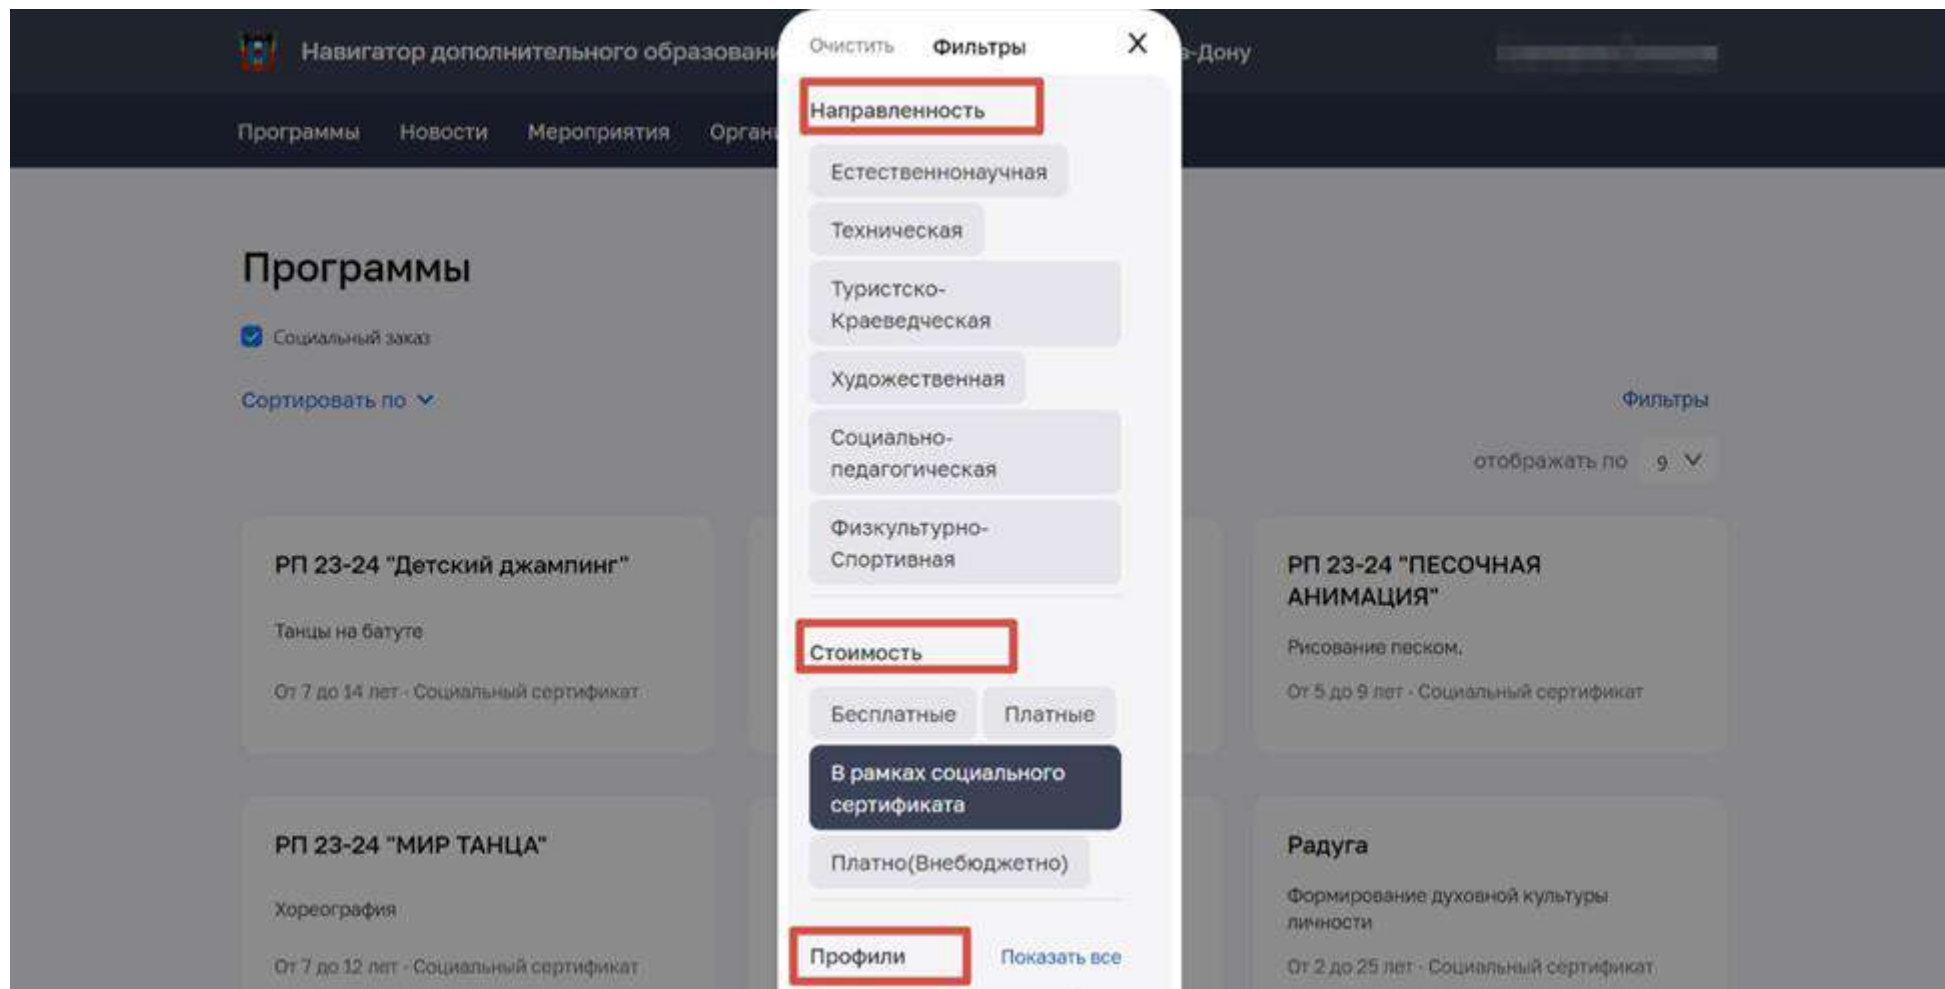 Навигатор дополнительного образовани
в-Дону
Программы Новости Мероприятия Орган
Очистить Фильтры X
Направленность
Естественнонаучная
Техническая
Туристско-
Краеведческая
Художественная
Социально-
педагогическая
Физкультурно-
Спортивная
Стоимость
Бесплатные Платные
В рамках социального
сертификата
Платно(Внебюджетно)
Профили Показать все
Программы
Социальный заказ
Сортировать по
Фильтры
отображать по 9
РП 23-24 "Детский джампинг"
Танцы на батуте
От 7 до 14 лет · Социальный сертификат
РП 23-24 "ПЕСОЧНАЯ
АНИМАЦИЯ"
Рисование песком.
От 5 до 9 лет · Социальный сертификат
РП 23-24 "МИР ТАНЦА"
Хореография
От 7 до 12 лет · Социальный сертификат
Радуга
Формирование духовной культуры
личности
От 2 до 25 лет · Социальный сертификат